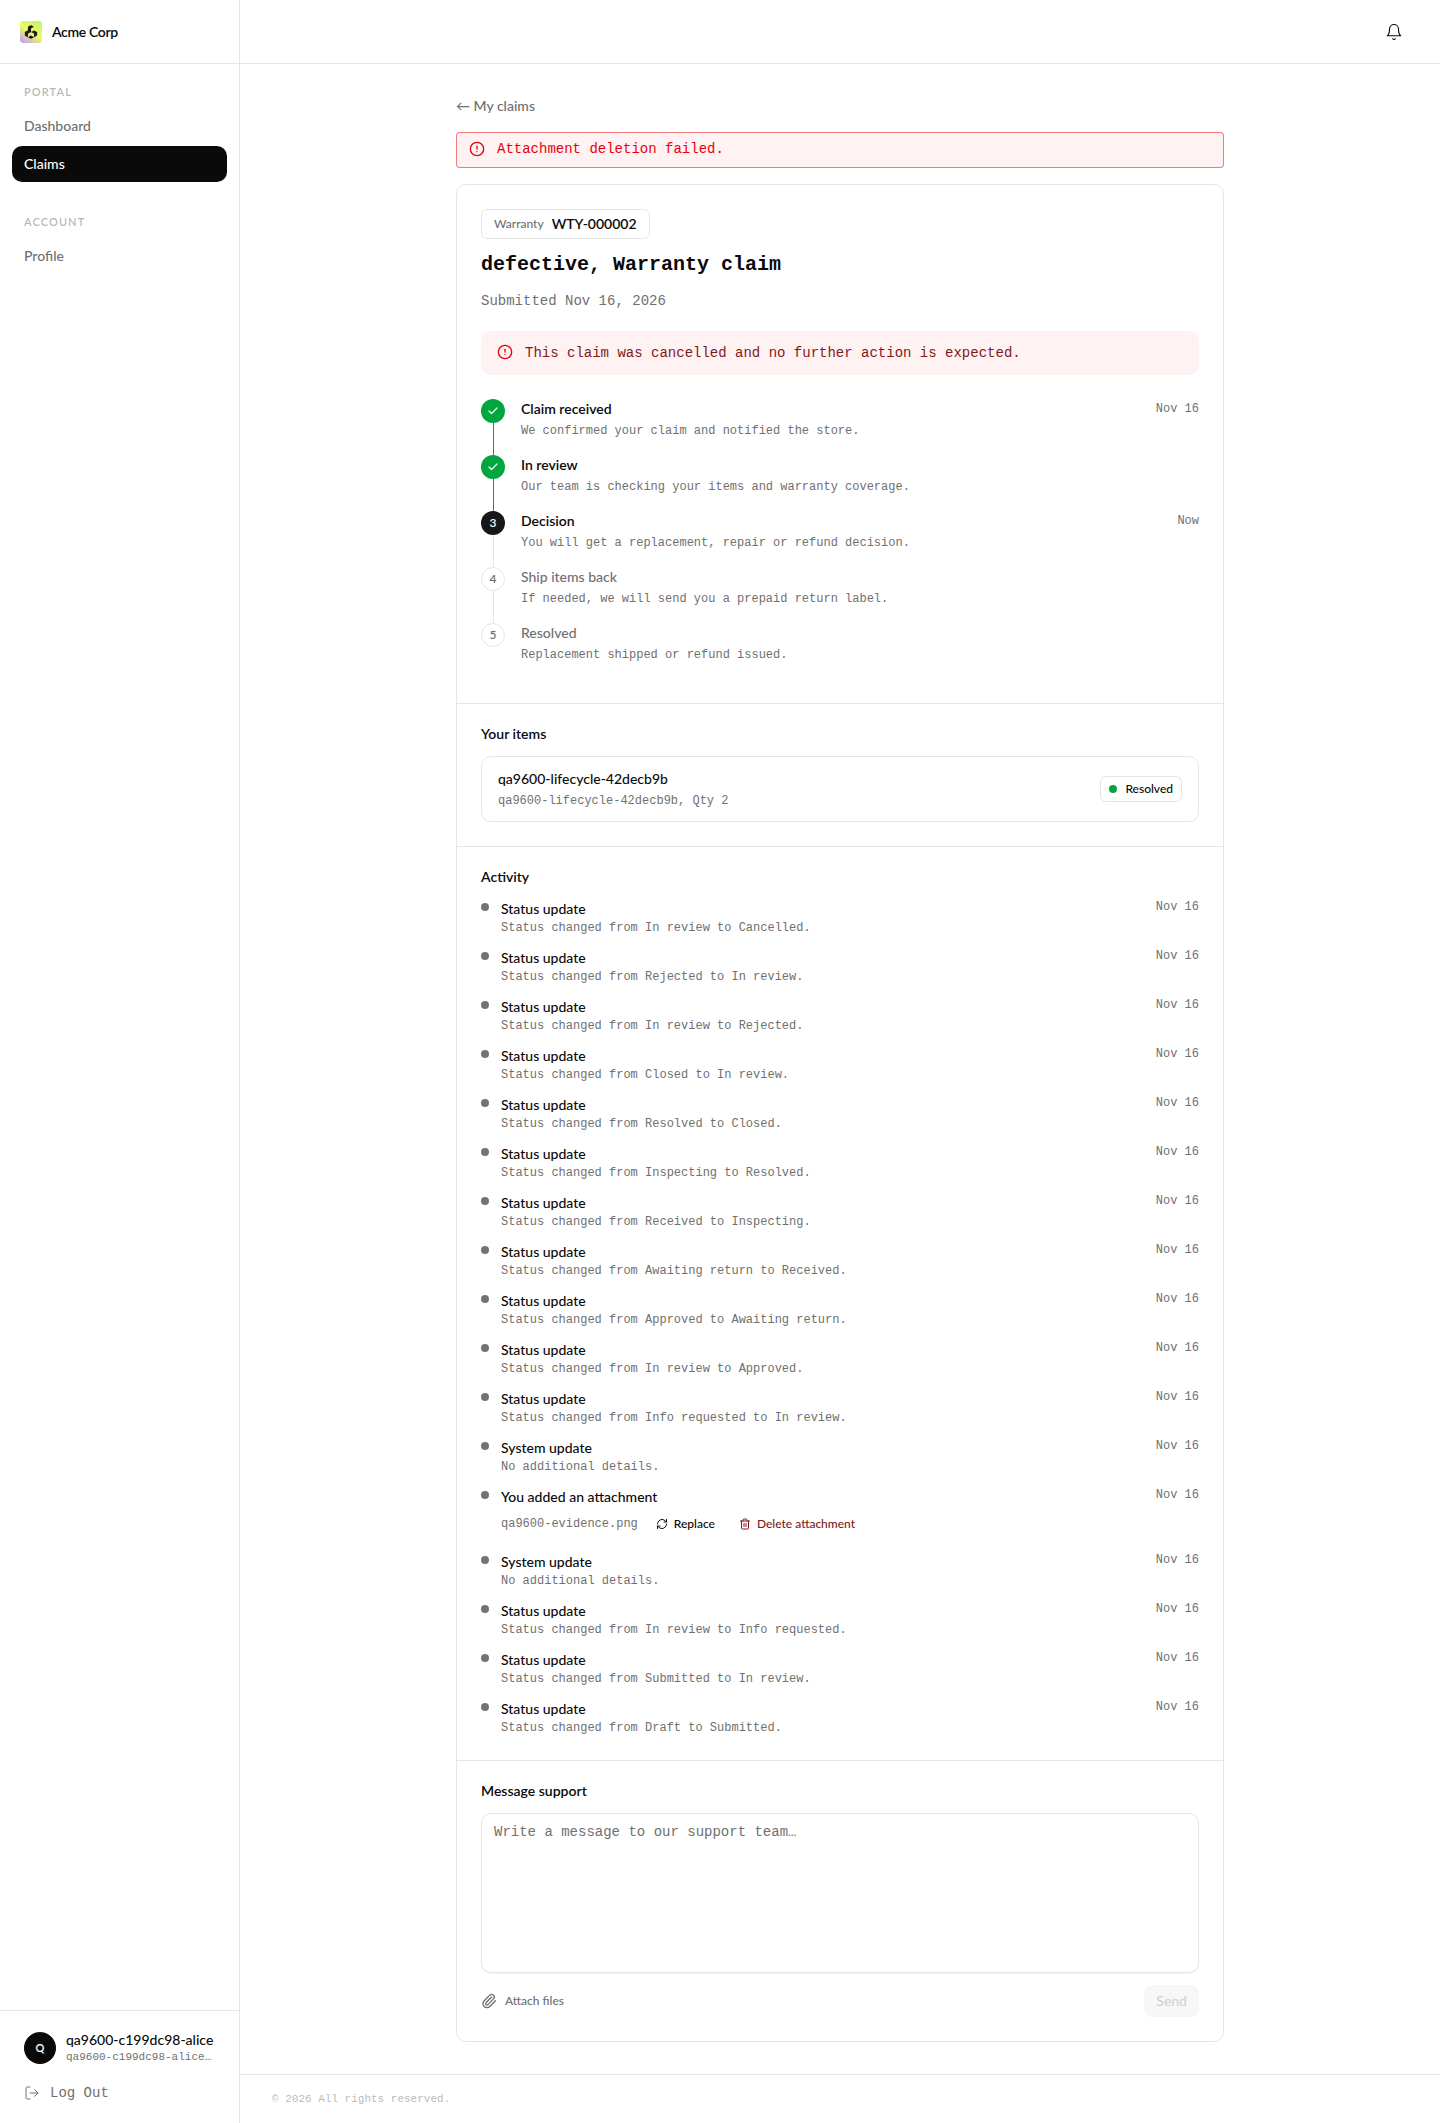 Acme Corp
PORTAL
Dashboard
Claims
ACCOUNT
Profile
← My claims
Attachment deletion failed.
Warranty WTY-000002
defective, Warranty claim
Submitted Nov 16, 2026
This claim was cancelled and no further action is expected.
Claim received Nov 16
We confirmed your claim and notified the store.
In review
Our team is checking your items and warranty coverage.
3 Decision Now
You will get a replacement, repair or refund decision.
4 Ship items back
If needed, we will send you a prepaid return label.
5 Resolved
Replacement shipped or refund issued.
Your items
qa9600-lifecycle-42decb9b
qa9600-lifecycle-42decb9b, Qty 2
Resolved
Activity
Status update Nov 16
Status changed from In review to Cancelled.
Status update Nov 16
Status changed from Rejected to In review.
Status update Nov 16
Status changed from In review to Rejected.
Status update Nov 16
Status changed from Closed to In review.
Status update Nov 16
Status changed from Resolved to Closed.
Status update Nov 16
Status changed from Inspecting to Resolved.
Status update Nov 16
Status changed from Received to Inspecting.
Status update Nov 16
Status changed from Awaiting return to Received.
Status update Nov 16
Status changed from Approved to Awaiting return.
Status update Nov 16
Status changed from In review to Approved.
Status update Nov 16
Status changed from Info requested to In review.
System update Nov 16
No additional details.
You added an attachment Nov 16
qa9600-evidence.png Replace Delete attachment
System update Nov 16
No additional details.
Status update Nov 16
Status changed from In review to Info requested.
Status update Nov 16
Status changed from Submitted to In review.
Status update Nov 16
Status changed from Draft to Submitted.
Message support
Write a message to our support team…
Attach files Send
Q qa9600-c199dc98-alice
qa9600-c199dc98-alice…
Log Out
© 2026 All rights reserved.